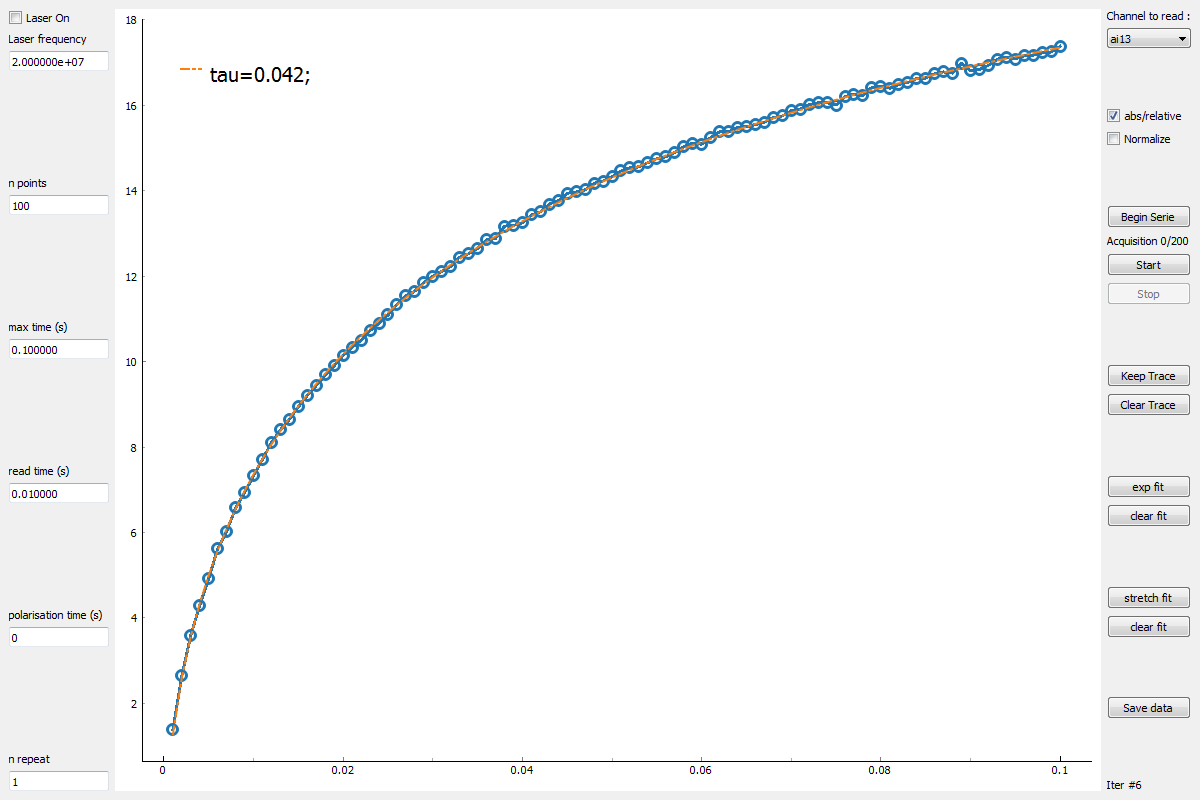 Laser On
Laser frequency
2.000000e+07
n points
100
max time (s)
0.100000
read time (s)
0.010000
polarisation time (s)
0
n repeat
1
18
16
14
12
10
8
6
4
2
tau=0.042;
0
0.02
0.04
0.06
0.08
0.1
Channel to read :
ai13
abs/relative
Normalize
Begin Serie
Acquisition 0/200
Start
Stop
Keep Trace
Clear Trace
exp fit
clear fit
stretch fit
clear fit
Save data
Iter #6